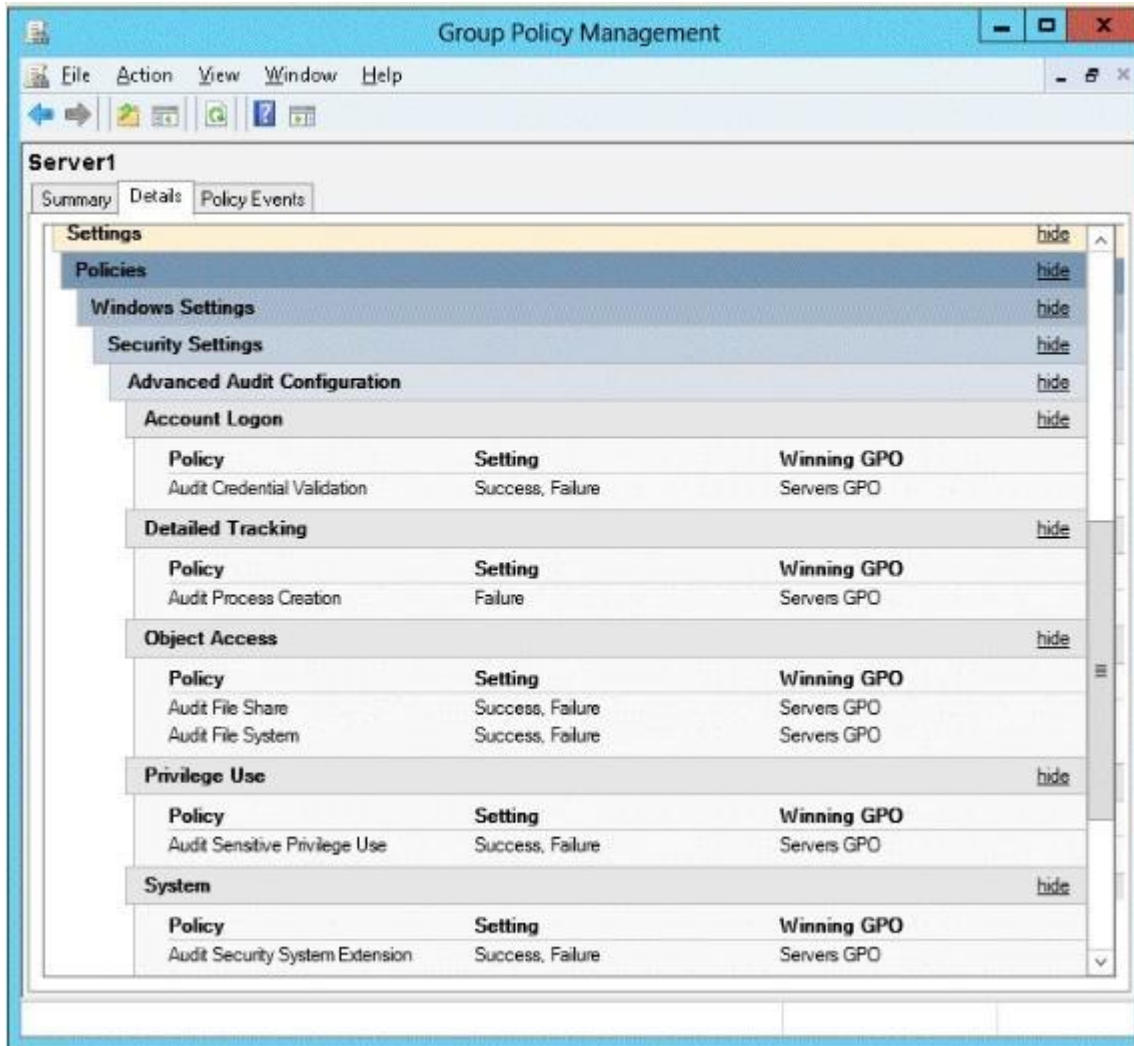 Group Policy Management
File Action View Window Help
Server1
Summary Details Policy Events
Settings hide
Policies hide
Windows Settings hide
Security Settings hide
Advanced Audit Configuration hide
Account Logon hide
Policy Setting Winning GPO
Audit Credential Validation Success, Failure Servers GPO
Detailed Tracking hide
Policy Setting Winning GPO
Audit Process Creation Failure Servers GPO
Object Access hide
Policy Setting Winning GPO
Audit File Share Success, Failure Servers GPO
Audit File System Success, Failure Servers GPO
Privilege Use hide
Policy Setting Winning GPO
Audit Sensitive Privilege Use Success, Failure Servers GPO
System hide
Policy Setting Winning GPO
Audit Security System Extension Success, Failure Servers GPO